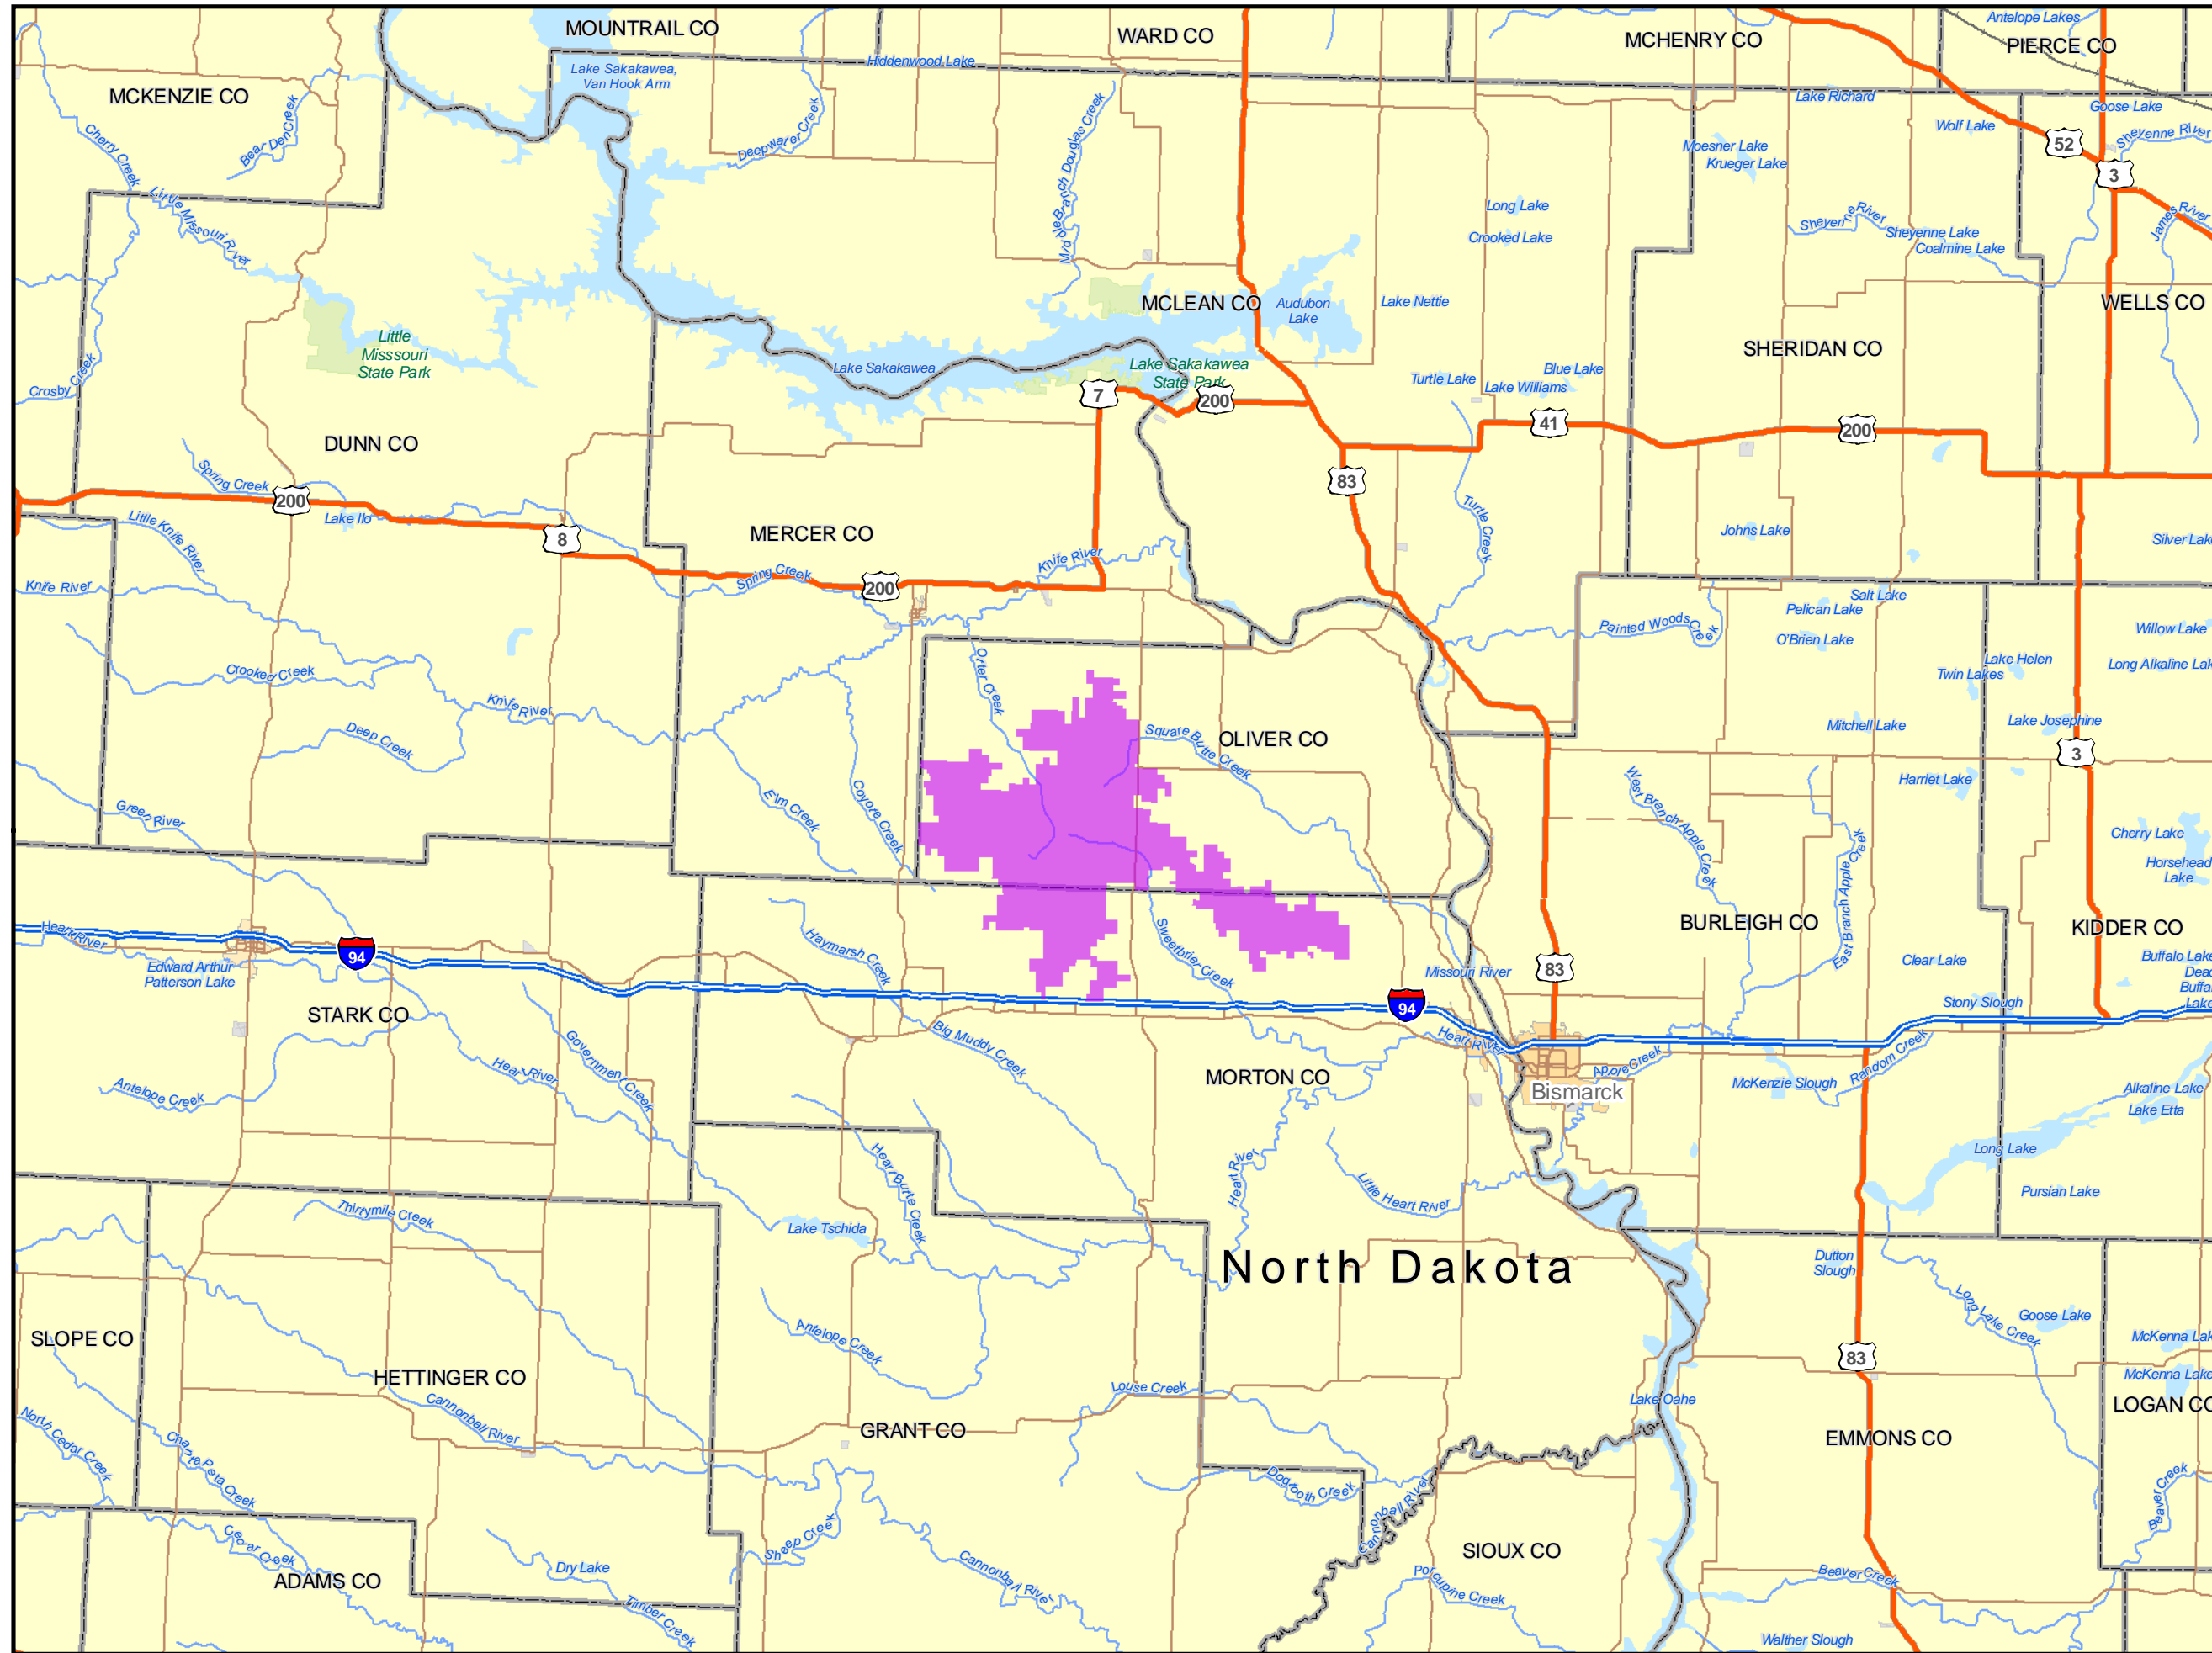 MOUNTRAIL CO
WARD CO
MCHENRY CO
Antelope Lakes
PIERCE CO
Lake Sakakawea,
Van Hook Arm
Hiddenwood Lake
MCKENZIE CO
Lake Richard
Goose Lake
Cherry Creek
Bear Den Creek
Deepwater Creek
Middle Branch Douglas Creek
Wolf Lake
52
Sheyenne River
Moesner Lake
Krueger Lake
3
Little Missouri River
Long Lake
Crooked Lake
Sheyenne River
Sheyenne Lake
Coalmine Lake
James River
MCLEAN CO
Audubon
Lake
Lake Nettie
WELLS CO
Little
Misssouri
State Park
SHERIDAN CO
Lake Sakakawea
Lake Sakakawea
State Park
Crosby Creek
Turtle Lake
Lake Williams
Blue Lake
7
200
41
200
DUNN CO
Spring Creek
200
Lake Ilo
83
Little Knife River
8
MERCER CO
Turtle Creek
Johns Lake
Silver Lake
Knife River
Knife River
Spring Creek
200
Salt Lake
Pelican Lake
O'Brien Lake
Painted Woods Creek
Willow Lake
Lake Helen
Twin Lakes
Long Alkaline Lak
Crooked Creek
Otter Creek
Knife River
Deep Creek
Square Butte Creek
OLIVER CO
Mitchell Lake
Lake Josephine
3
Harriet Lake
West Branch Apple Creek
Green River
Elm Creek
Coyote Creek
East Branch Apple Creek
Cherry Lake
Horsehead
Lake
BURLEIGH CO
KIDDER CO
Heart River
94
Edward Arthur
Patterson Lake
Haymarsh Creek
Sweetbrier Creek
Missouri River
83
Clear Lake
Buffalo Lake
Dead
Buffal
Lake
Stony Slough
94
STARK CO
Government Creek
Big Muddy Creek
Heart River
Heart River
MORTON CO
Apple Creek
Bismarck
McKenzie Slough
Random Creek
Alkaline Lake
Lake Etta
Antelope Creek
Long Lake
Heart Butte Creek
Heart River
Little Heart River
Pursian Lake
Thirtymile Creek
Lake Tschida
North Dakota
Dutton
Slough
Long Lake Creek
Goose Lake
SLOPE CO
Antelope Creek
McKenna Lak
83
HETTINGER CO
Louse Creek
McKenna Lake
Lake Oahe
LOGAN CO
North Cedar Creek
Cannonball River
GRANT CO
EMMONS CO
Chanta Peta Creek
Dogtooth Creek
Cannonball River
Beaver Creek
Cedar Creek
Sheep Creek
SIOUX CO
Dry Lake
Cannonball River
Porcupine Creek
Beaver Creek
ADAMS CO
Timber Creek
Walther Slough